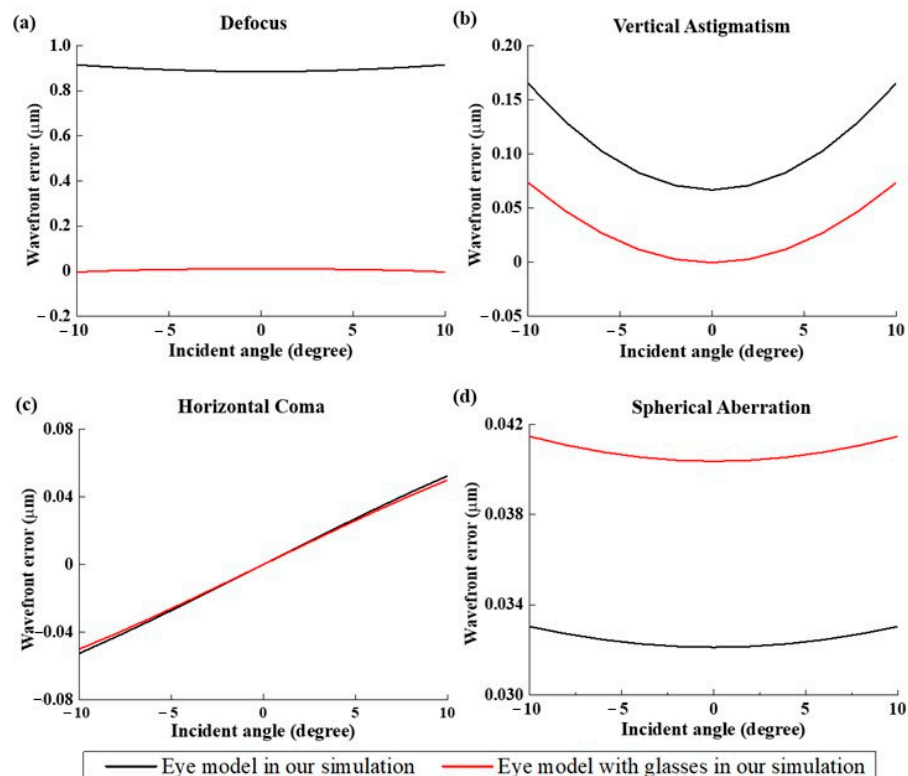 (a)
Defocus
1.0
0.8
0.6
0.4
0.2
0
−0.2
Wavefront error (μm)
−10
−5
0
5
10
Incident angle (degree)
(b)
Vertical Astigmatism
0.20
0.15
0.10
0.05
0
−0.05
Wavefront error (μm)
−10
−5
0
5
10
Incident angle (degree)
(c)
Horizontal Coma
0.08
0.04
0
−0.04
−0.08
Wavefront error (μm)
−10
−5
0
5
10
Incident angle (degree)
(d)
Spherical Aberration
0.042
0.038
0.034
0.030
Wavefront error (μm)
−10
−5
0
5
10
Incident angle (degree)
Eye model in our simulation
Eye model with glasses in our simulation